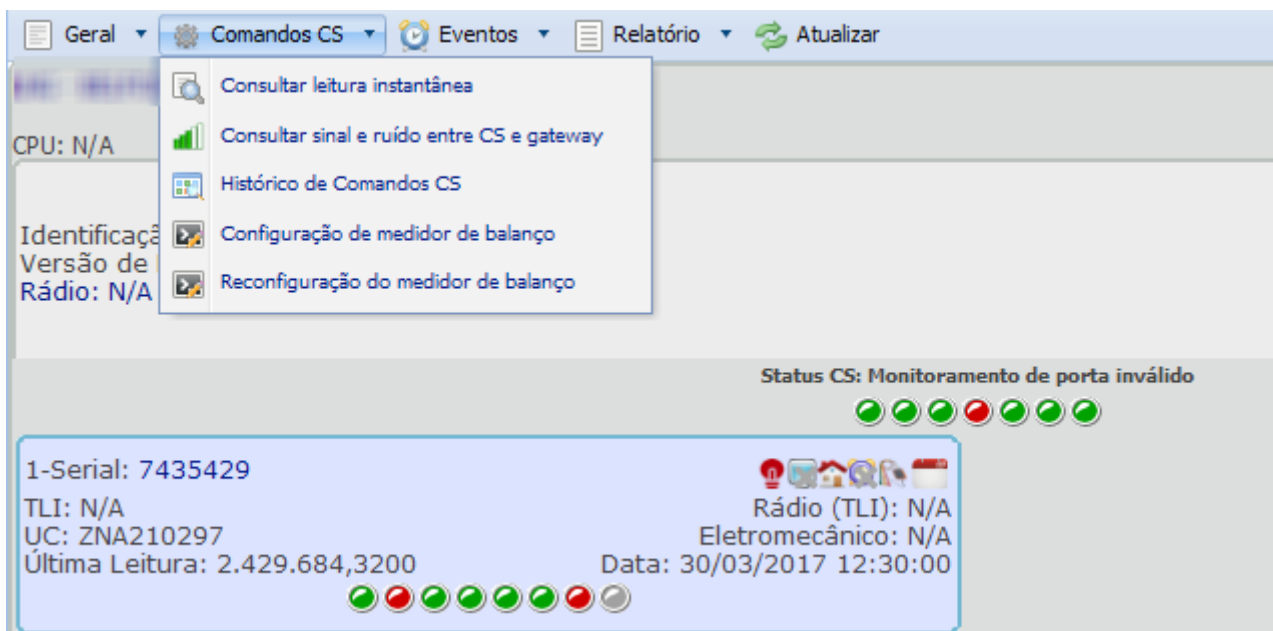 Geral Comandos CS Eventos Relatório Atualizar
Consultar leitura instantânea
Consultar sinal e ruído entre CS e gateway
Histórico de Comandos CS
Configuração de medidor de balanço
Reconfiguração do medidor de balanço
CPU: N/A
Versão de
Rádio: N/A
Status CS: Monitoramento de porta inválido
1-Serial: 7435429
TLI: N/A
Rádio (TLI): N/A
UC: ZNA210297
Eletromecânico: N/A
Última Leitura: 2.429.684,3200
Data: 30/03/2017 12:30:00